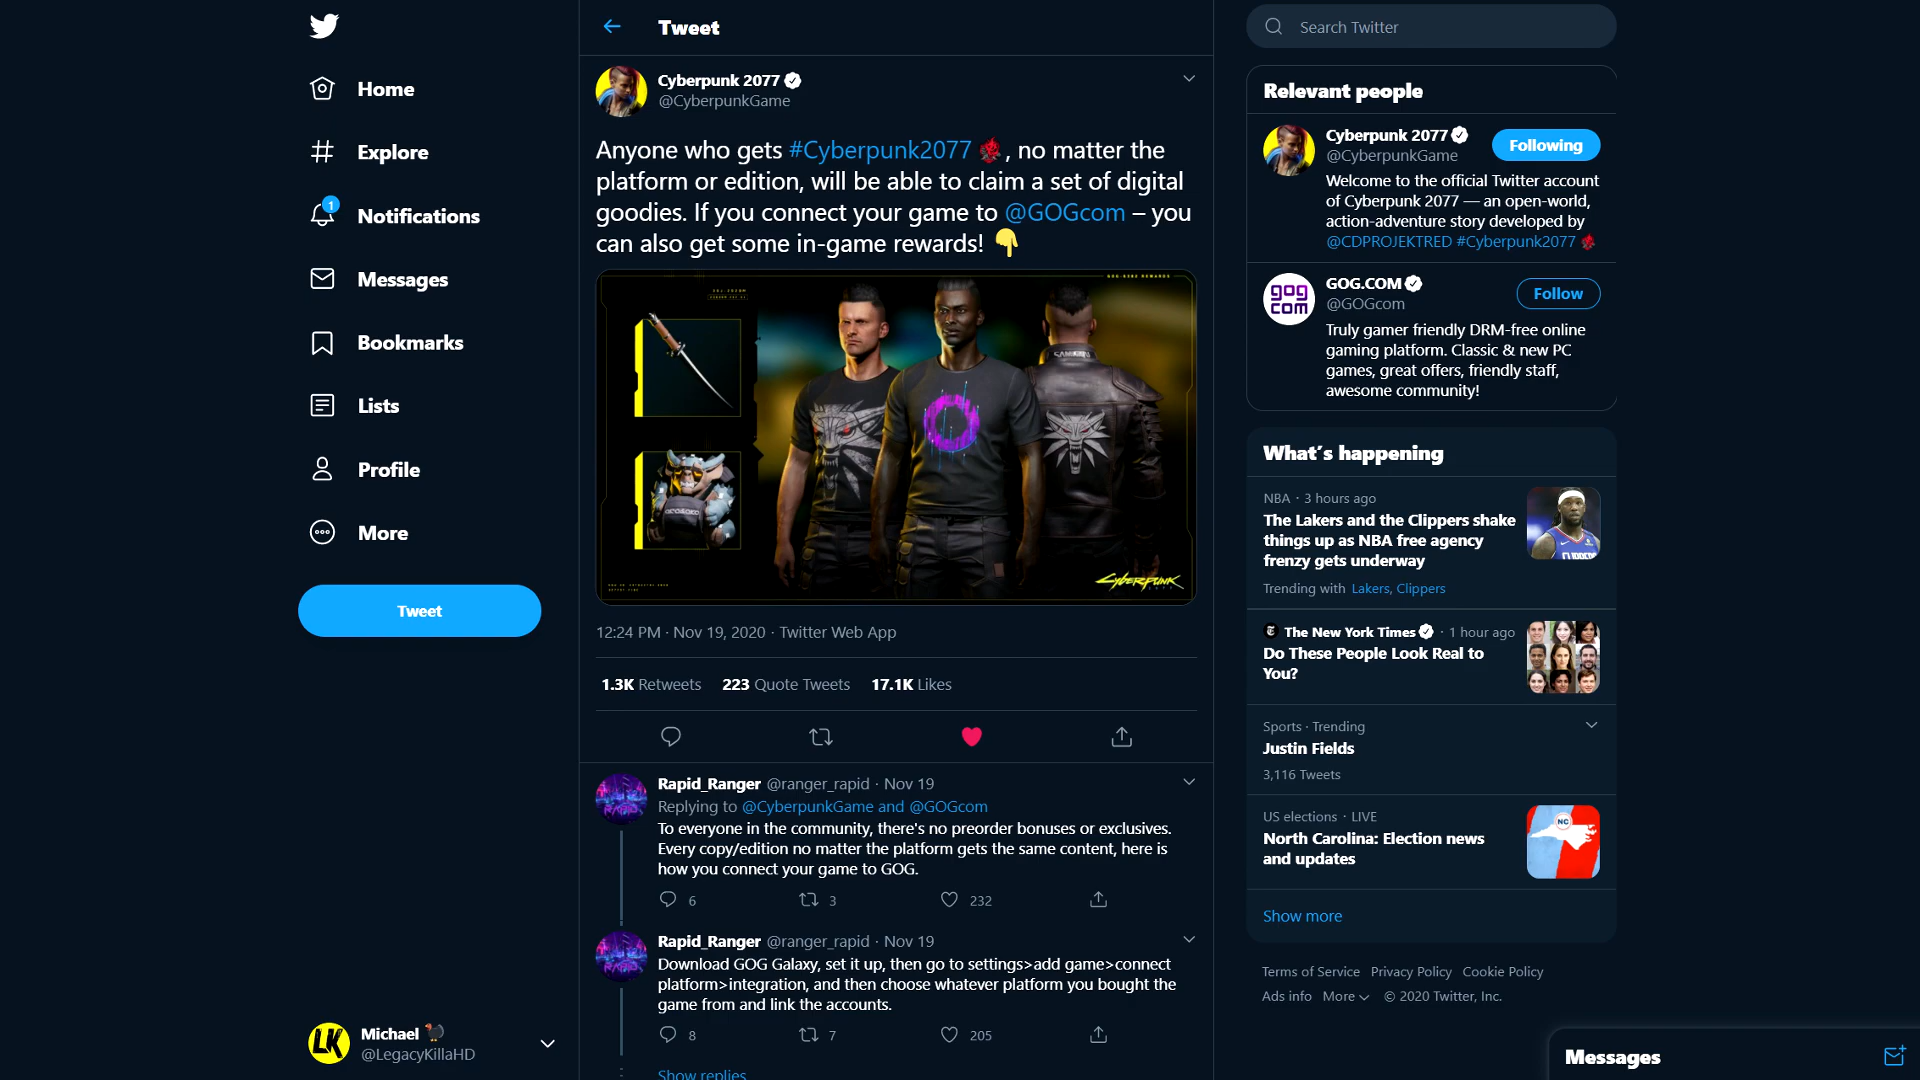 Home
Explore
1
Notifications
Messages
Bookmarks
Lists
Profile
More
Tweet
Michael
@LegacyKillaHD
LK
Tweet
Cyberpunk 2077
@CyberpunkGame
Anyone who gets #Cyberpunk2077 , no matter the
platform or edition, will be able to claim a set of digital
goodies. If you connect your game to @GOGcom – you
can also get some in-game rewards!
SAMURAI
Cyberpunk
12:24 PM · Nov 19, 2020 · Twitter Web App
1.3K Retweets 223 Quote Tweets 17.1K Likes
Rapid_Ranger @ranger_rapid · Nov 19
Replying to @CyberpunkGame and @GOGcom
To everyone in the community, there's no preorder bonuses or exclusives.
Every copy/edition no matter the platform gets the same content, here is
how you connect your game to GOG.
6 3 232
Rapid_Ranger @ranger_rapid · Nov 19
Download GOG Galaxy, set it up, then go to settings>add game>connect
platform>integration, and then choose whatever platform you bought the
game from and link the accounts.
8 7 205
Show replies
Search Twitter
Relevant people
Cyberpunk 2077
@CyberpunkGame
Following
Welcome to the official Twitter account
of Cyberpunk 2077 — an open-world,
action-adventure story developed by
@CDPROJEKTRED #Cyberpunk2077
gog
com
GOG.COM
@GOGcom
Follow
Truly gamer friendly DRM-free online
gaming platform. Classic & new PC
games, great offers, friendly staff,
awesome community!
What's happening
NBA · 3 hours ago
The Lakers and the Clippers shake
things up as NBA free agency
frenzy gets underway
Trending with Lakers, Clippers
The New York Times · 1 hour ago
Do These People Look Real to
You?
Sports · Trending
Justin Fields
3,116 Tweets
US elections · LIVE
North Carolina: Election news
and updates
NC
Show more
Terms of Service Privacy Policy Cookie Policy
Ads info More © 2020 Twitter, Inc.
Messages